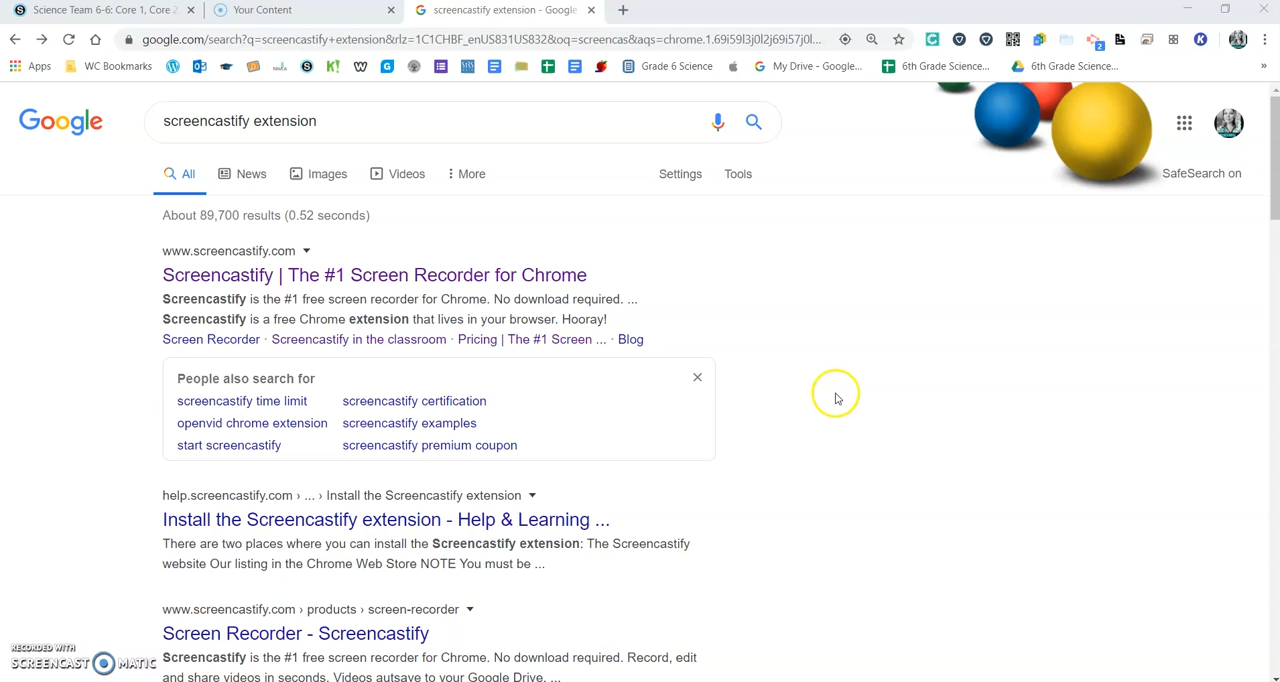 Science Team 6-6: Core 1, Core 2
Your Content
screencastify extension - Google
google.com/search?q=screencastify+extension&rlz=1C1CHBF_enUS831US832&oq=screencas&aqs=chrome.1.69i59l3j0l2j69i57j0l...
Apps
WC Bookmarks
Grade 6 Science
My Drive - Google...
6th Grade Science...
6th Grade Science...
»
Google
screencastify extension
All
News
Images
Videos
More
Settings
Tools
SafeSearch on
About 89,700 results (0.52 seconds)
www.screencastify.com
Screencastify | The #1 Screen Recorder for Chrome
Screencastify is the #1 free screen recorder for Chrome. No download required. ...
Screencastify is a free Chrome extension that lives in your browser. Hooray!
Screen Recorder · Screencastify in the classroom · Pricing | The #1 Screen ... · Blog
People also search for
screencastify time limit
screencastify certification
openvid chrome extension
screencastify examples
start screencastify
screencastify premium coupon
help.screencastify.com › ... › Install the Screencastify extension
Install the Screencastify extension - Help & Learning ...
There are two places where you can install the Screencastify extension: The Screencastify
website Our listing in the Chrome Web Store NOTE You must be ...
www.screencastify.com › products › screen-recorder
Screen Recorder - Screencastify
Screencastify is the #1 free screen recorder for Chrome. No download required. Record, edit
and share videos in seconds. Videos autsave to your Google Drive. ...
RECORDED WITH
SCREENCAST MATIC